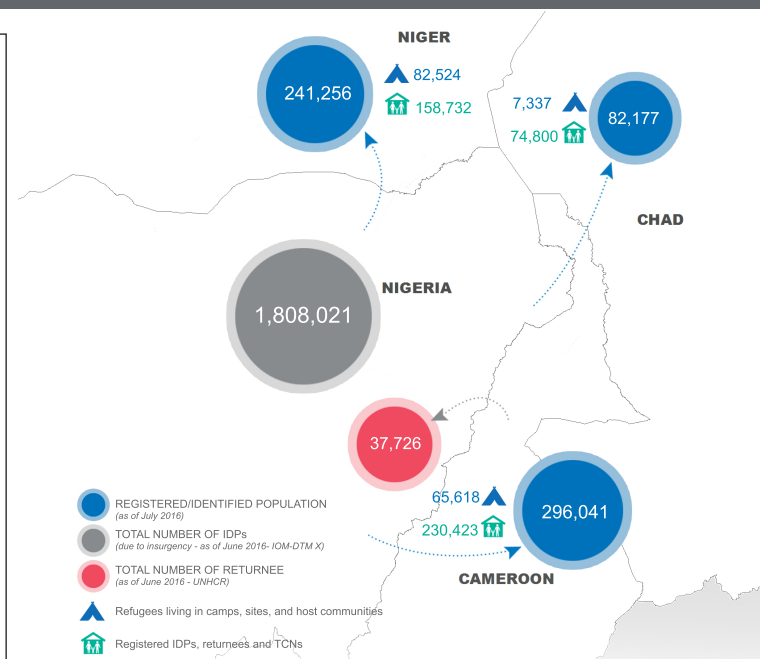 NIGER
241,256
82,524
158,732
7,337
74,800
82,177
CHAD
NIGERIA
1,808,021
37,726
65,618
230,423
296,041
CAMEROON
REGISTERED/IDENTIFIED POPULATION
(as of July 2016)
TOTAL NUMBER OF IDPs
(due to insurgency - as of June 2016- IOM-DTM X)
TOTAL NUMBER OF RETURNEE
(as of June 2016 - UNHCR)
Refugees living in camps, sites, and host communities
Registered IDPs, returnees and TCNs